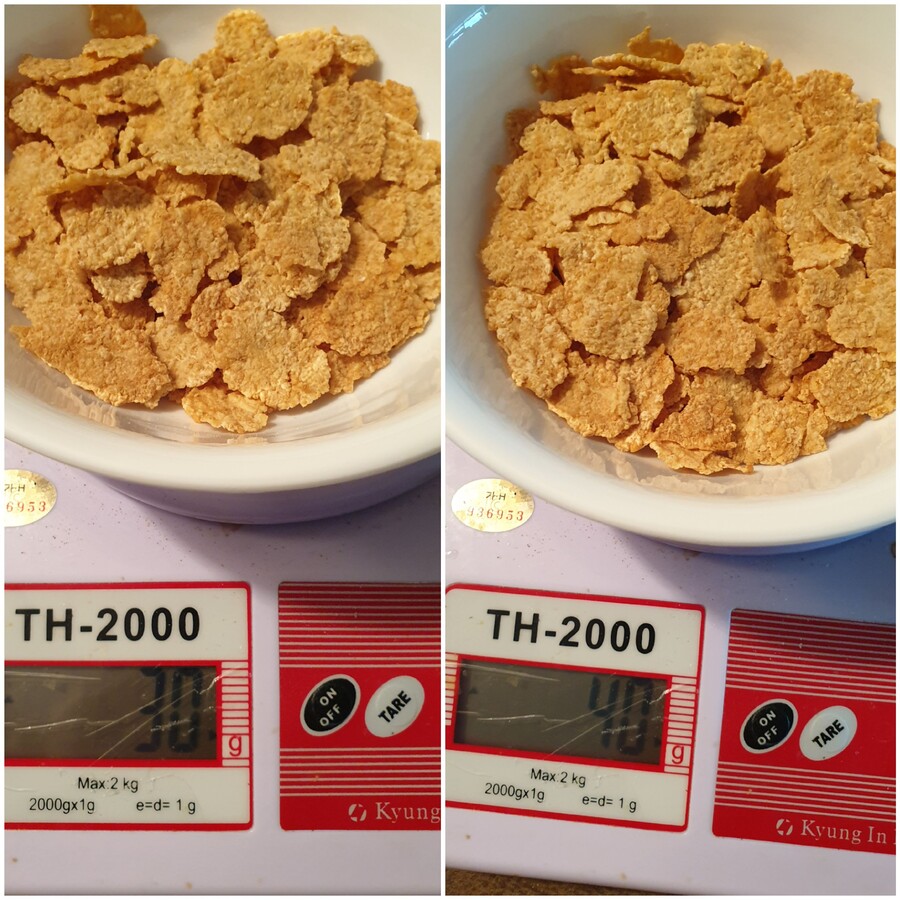 가-H
6953
TH-2000
30
g
ON
OFF
TARE
Max:2 kg
2000gx1g e=d= 1 g
Kyung
가-H
936953
TH-2000
40
g
ON
OFF
TARE
Max:2 kg
2000gx1g e=d= 1 g
Kyung In